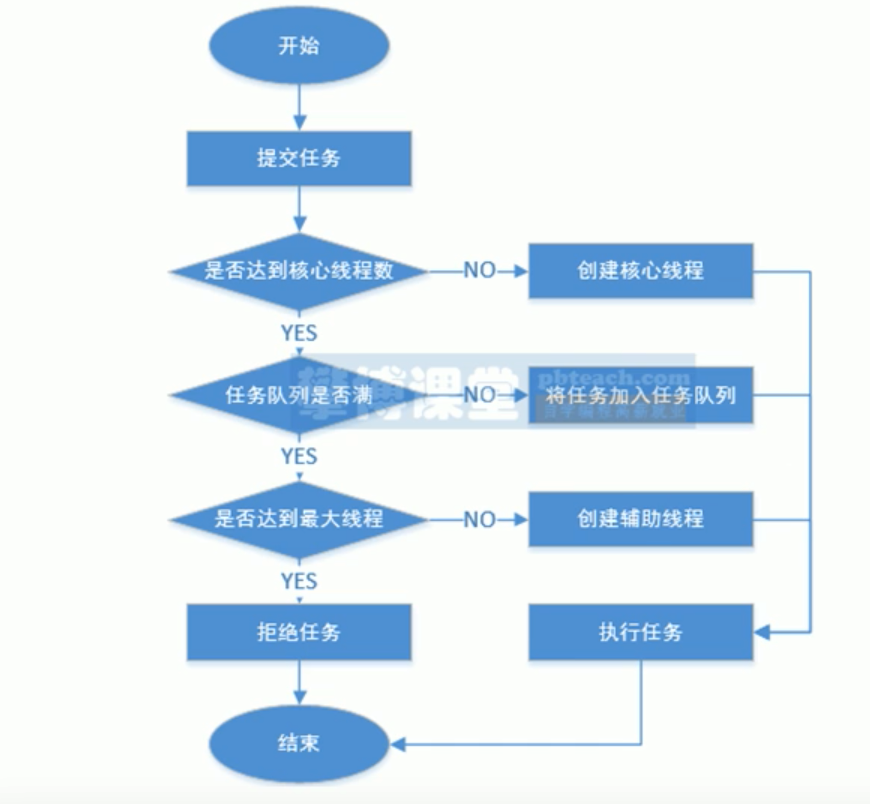 开始
提交任务
是否达到核心线程数
NO
创建核心线程
YES
任务队列是否满
NO
将任务加入任务队列
攀博课堂
pbteach.com
YES
是否达到最大线程
NO
创建辅助线程
YES
拒绝任务
执行任务
结束